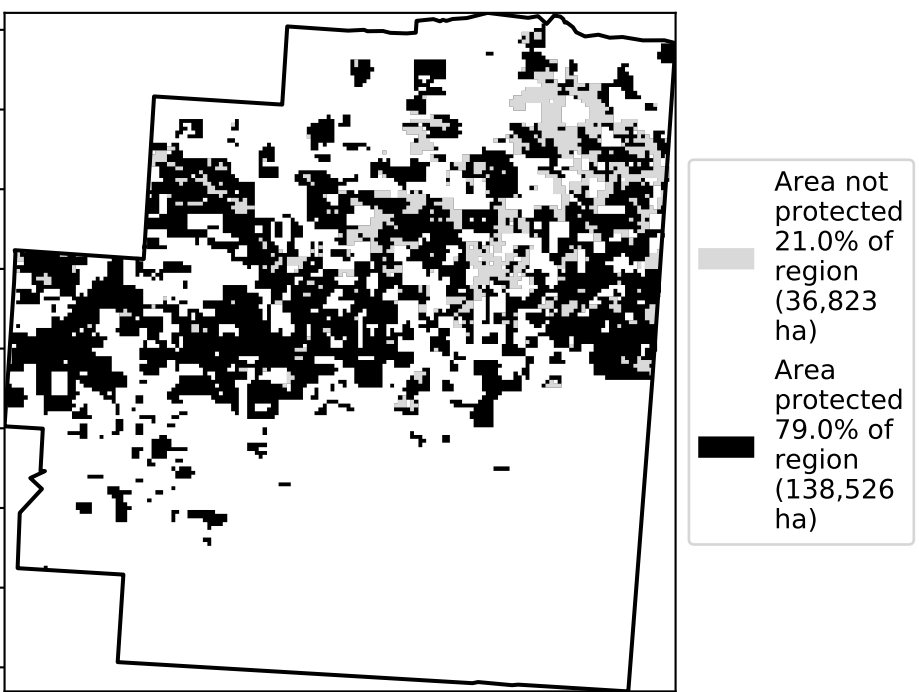 Area not
protected
21.0% of
region
(36,823
ha)
Area
protected
79.0% of
region
(138,526
ha)